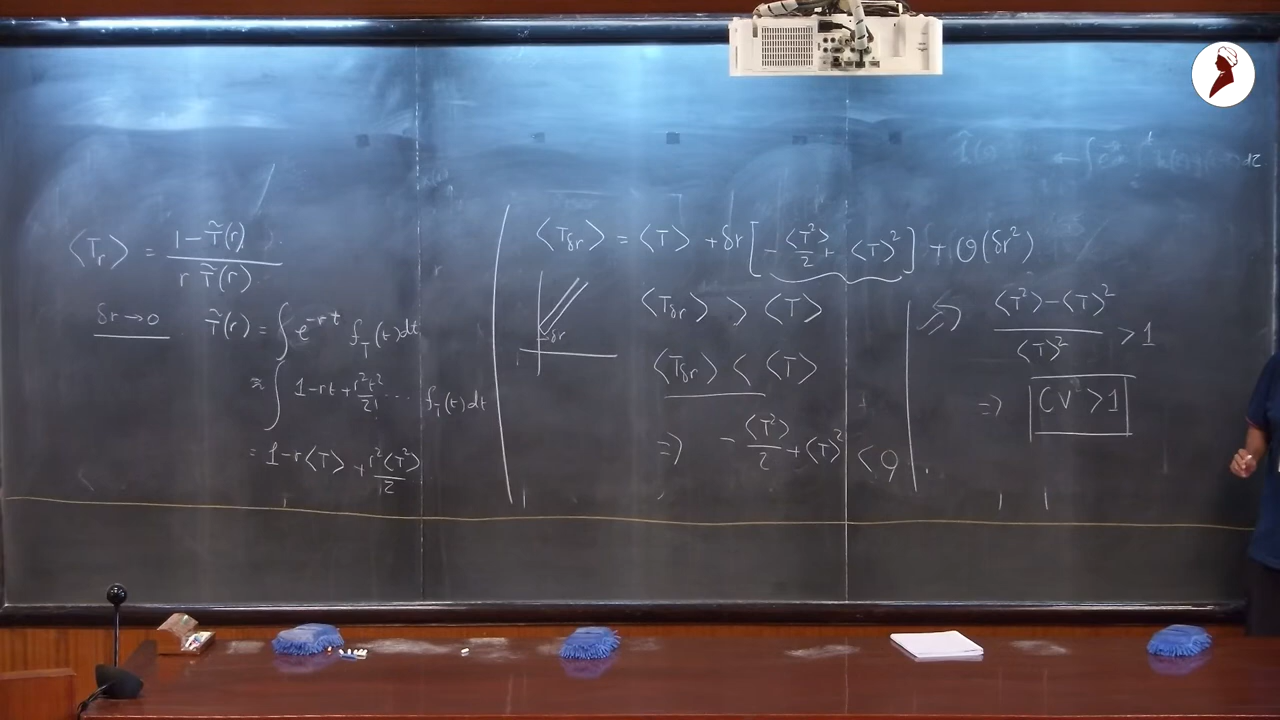 ⟨T_r⟩ = (1 - T̃(r)) / (r T̃(r))
δr → 0
T̃(r) = ∫ e^{-rt} f_T(t) dt
≈ ∫ 1 - rt + r²t²/2! ... f_T(t) dt
= 1 - r⟨T⟩ + r²⟨T²⟩/2
⟨T_δr⟩ = ⟨T⟩ + δr [ - ⟨T²⟩/2 + ⟨T⟩² ] + O(δr²)
δr
⟨T_δr⟩ > ⟨T⟩
⟨T_δr⟩ < ⟨T⟩
⇒ - ⟨T²⟩/2 + ⟨T⟩² < 0
(⟨T²⟩ - ⟨T⟩²) / ⟨T⟩² > 1
⇒ CV² > 1